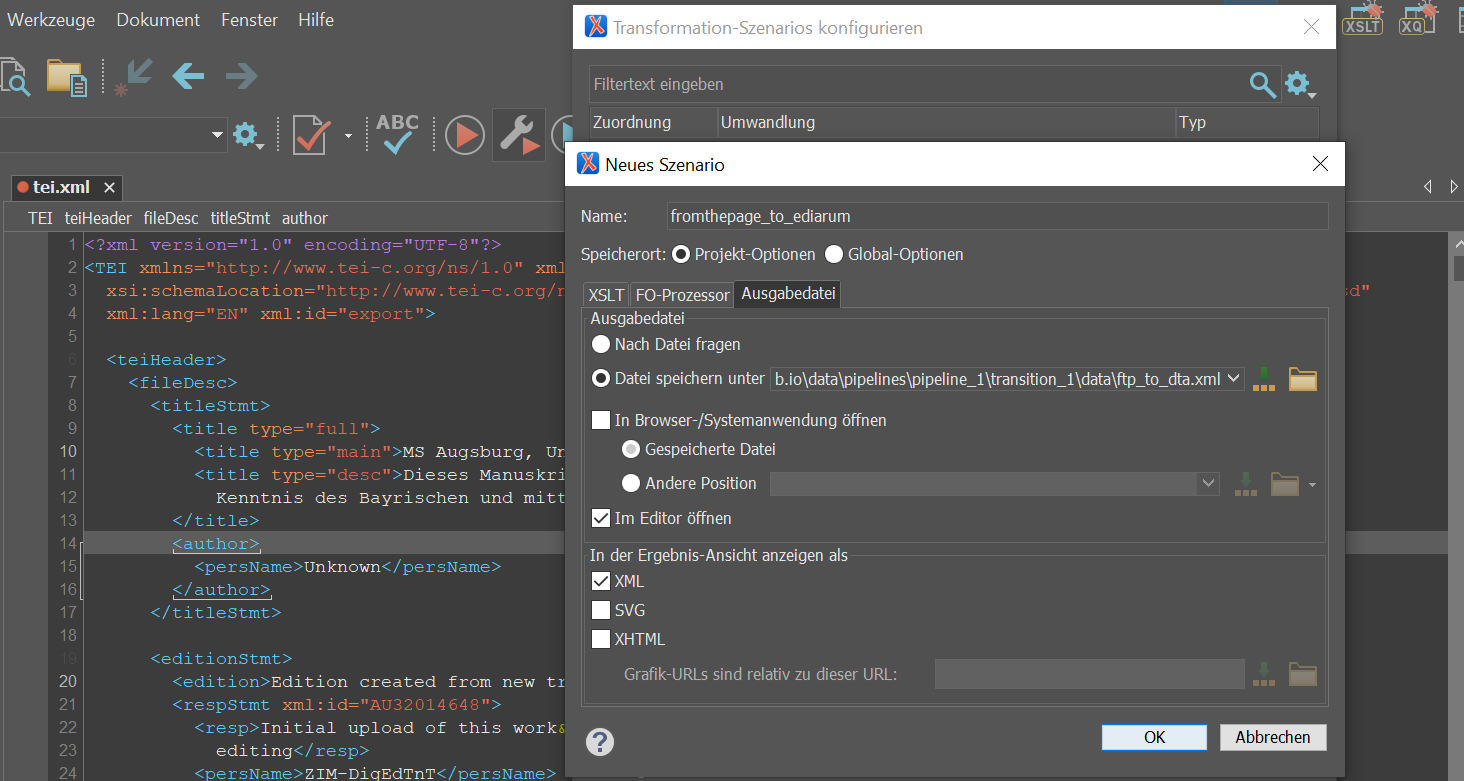 Werkzeuge Dokument Fenster Hilfe
Transformation-Szenarios konfigurieren
XSLT XQ
Filtertext eingeben
Zuordnung Umwandlung Typ
ABC
Neues Szenario
tei.xml
Name: fromthepage_to_ediarum
TEI teiHeader fileDesc titleStmt author
Speicherort: Projekt-Optionen Global-Optionen
XSLT FO-Prozessor Ausgabedatei
Ausgabedatei
Nach Datei fragen
Datei speichern unter b.io\data\pipelines\pipeline_1\transition_1\data\ftp_to_dta.xml
In Browser-/Systemanwendung öffnen
Gespeicherte Datei
Andere Position
Im Editor öffnen
In der Ergebnis-Ansicht anzeigen als
XML
SVG
XHTML
Grafik-URLs sind relativ zu dieser URL:
? OK Abbrechen
1 <?xml version="1.0" encoding="UTF-8"?>
2 <TEI xmlns="http://www.tei-c.org/ns/1.0" xml
3 xsi:schemaLocation="http://www.tei-c.org/n sd"
4 xml:lang="EN" xml:id="export">
5
6 <teiHeader>
7 <fileDesc>
8 <titleStmt>
9 <title type="full">
10 <title type="main">MS Augsburg, Un
11 <title type="desc">Dieses Manuskri
12 Kenntnis des Bayrischen und mitt
13 </title>
14 <author>
15 <persName>Unknown</persName>
16 </author>
17 </titleStmt>
18
19 <editionStmt>
20 <edition>Edition created from new tr
21 <respStmt xml:id="AU32014648">
22 <resp>Initial upload of this work&
23 editing</resp>
24 <persName>ZIM-DigEdTnT</persName>